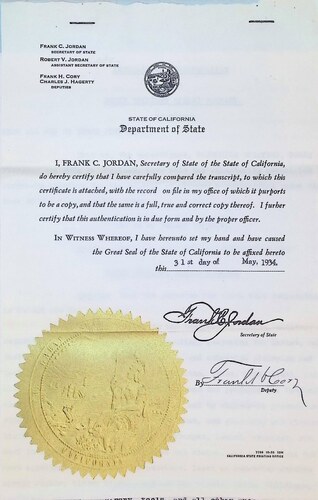 FRANK C. JORDAN
SECRETARY OF STATE
ROBERT V. JORDAN
ASSISTANT SECRETARY OF STATE
FRANK H. CORY
CHARLES J. HAGERTY
DEPUTIES
STATE OF CALIFORNIA
Department of State
I, FRANK C. JORDAN, Secretary of State of the State of California,
do hereby certify that I have carefully compared the transcript, to which this
certificate is attached, with the record on file in my office of which it purports
to be a copy, and that the same is a full, true and correct copy thereof. I further
certify that this authentication is in due form and by the proper officer.
IN WITNESS WHEREOF, I have hereunto set my hand and have caused
the Great Seal of the State of California to be affixed hereto
this 31st day of May, 1934.
Frank C. Jordan
Secretary of State
By Frank H Cory
Deputy
CALIFORNIA STATE PRINTING OFFICE